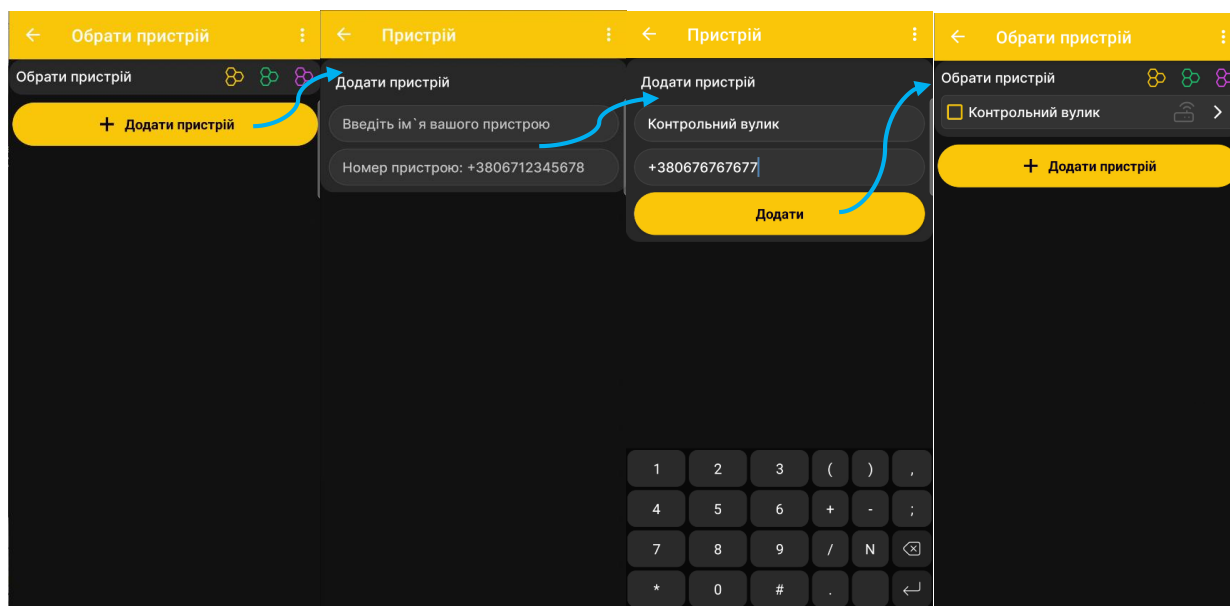 Обрати пристрій
Обрати пристрій
+ Додати пристрій
Пристрій
Додати пристрій
Введіть ім`я вашого пристрою
Номер пристрою: +3806712345678
Пристрій
Додати пристрій
Контрольний вулик
+380676767677
Додати
1 2 3 ( ) ,
4 5 6 + - ;
7 8 9 / N
* 0 # .
Обрати пристрій
Обрати пристрій
Контрольний вулик
+ Додати пристрій